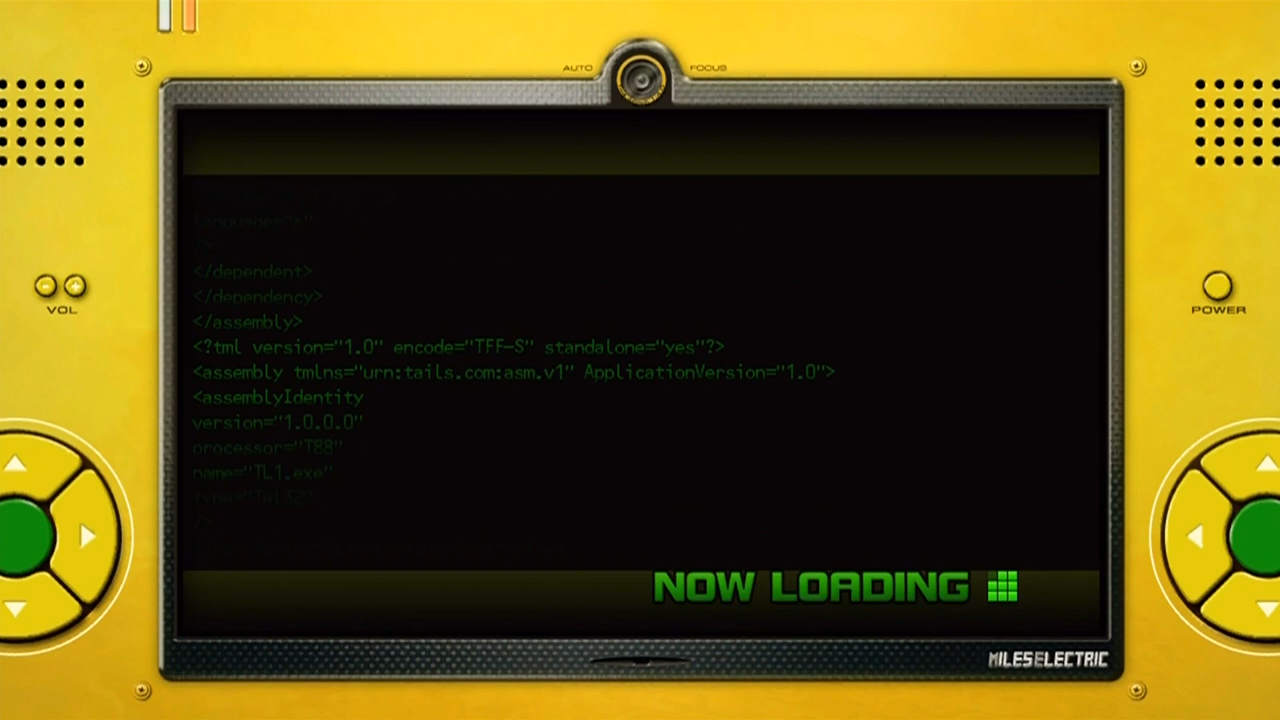 AUTO FOCUS
language="*"
/>
</dependent>
</dependency>
</assembly>
<?tml version="1.0" encode="TFF-S" standalone="yes"?>
<assembly tmlns="urn:tails.com:asm.v1" ApplicationVersion="1.0">
<assemblyIdentity
version="1.0.0.0"
processor="T88"
name="TL1.exe"
type="Tal32"
/>
VOL
POWER
NOW LOADING
MILESELECTRIC